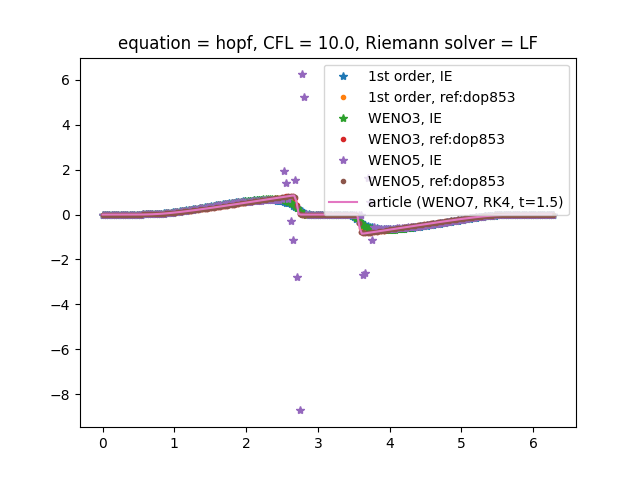 equation = hopf, CFL = 10.0, Riemann solver = LF
1st order, IE
1st order, ref:dop853
WENO3, IE
WENO3, ref:dop853
WENO5, IE
WENO5, ref:dop853
article (WENO7, RK4, t=1.5)
6
4
2
0
−2
−4
−6
−8
0 1 2 3 4 5 6